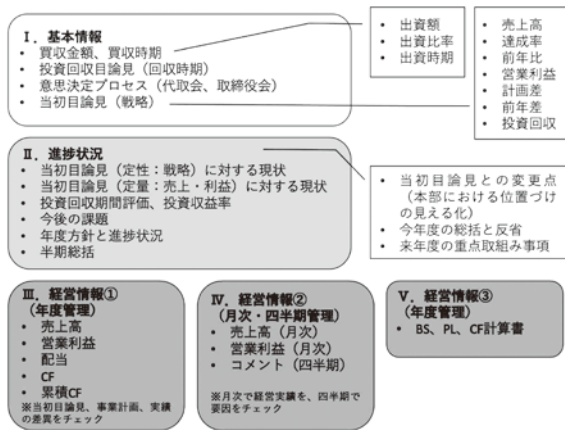 Ⅰ．基本情報
• 買収金額、買収時期
• 投資回収目論見（回収時期）
• 意思決定プロセス（代取会、取締役会）
• 当初目論見（戦略）
• 出資額
• 出資比率
• 出資時期
• 売上高
• 達成率
• 前年比
• 営業利益
• 計画差
• 前年差
• 投資回収
Ⅱ．進捗状況
• 当初目論見（定性：戦略）に対する現状
• 当初目論見（定量：売上・利益）に対する現状
• 投資回収期間評価、投資収益率
• 今後の課題
• 年度方針と進捗状況
• 半期総括
• 当初目論見との変更点
（本部における位置づけ
の見える化）
• 今年度の総括と反省
• 来年度の重点取組み事項
Ⅲ．経営情報①
（年度管理）
• 売上高
• 営業利益
• 配当
• CF
• 累積CF
※当初目論見、事業計画、実績
の差異をチェック
Ⅳ．経営情報②
（月次・四半期管理）
• 売上高（月次）
• 営業利益（月次）
• コメント（四半期）
※月次で経営実績を、四半期で
要因をチェック
Ⅴ．経営情報③
（年度管理）
• BS、PL、CF計算書